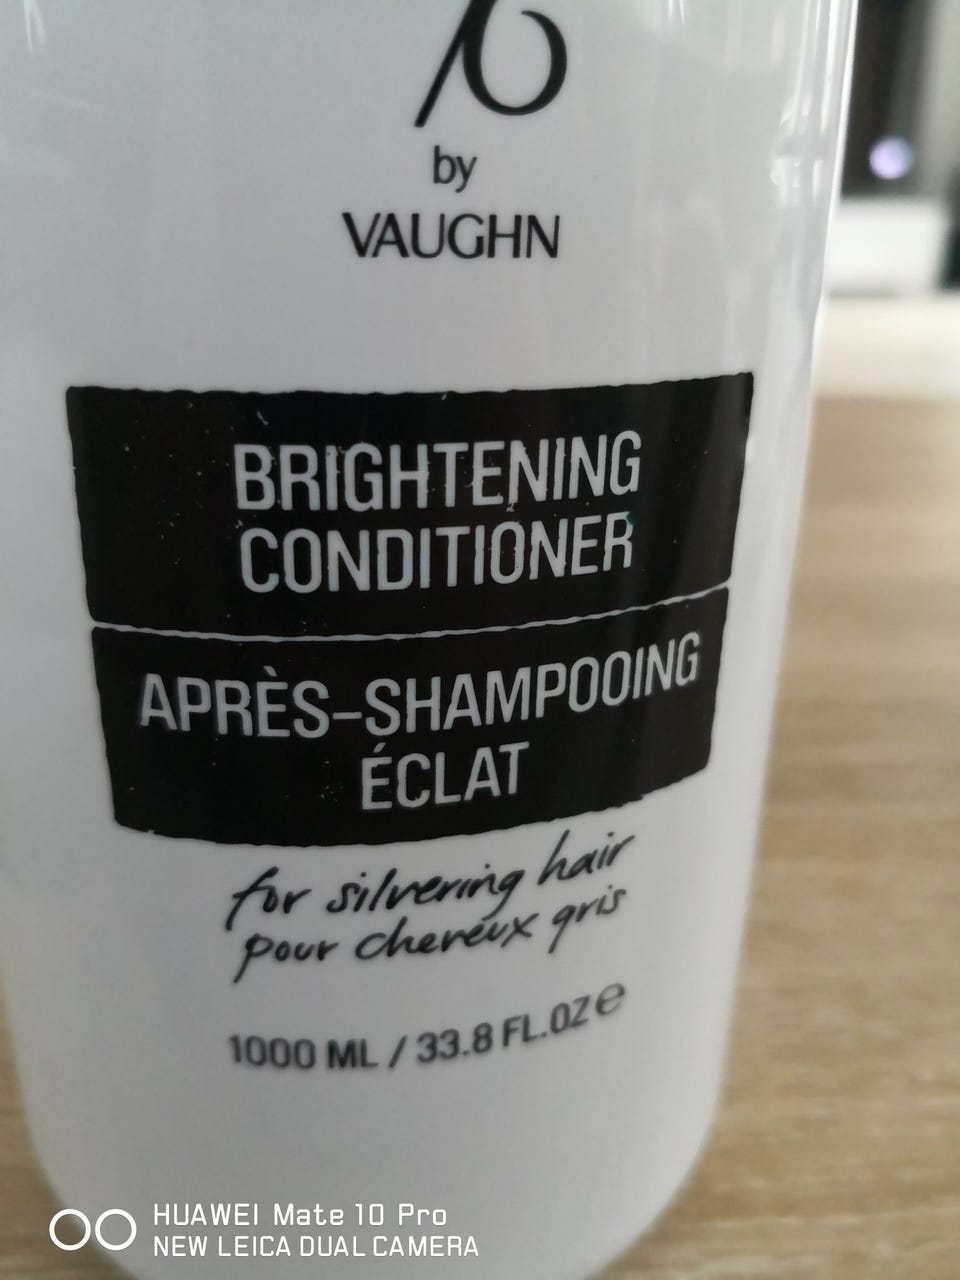 by
VAUGHN
BRIGHTENING
CONDITIONER
APRÈS-SHAMPOOING
ÉCLAT
for silvering hair
pour cheveux gris
1000 ML / 33.8 FL.OZ e
HUAWEI Mate 10 Pro
NEW LEICA DUAL CAMERA